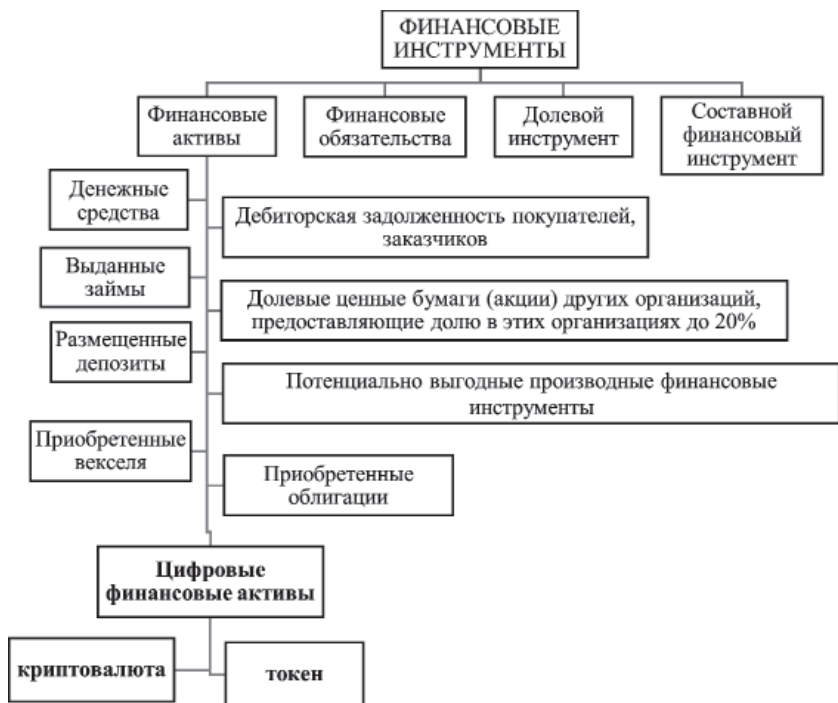 ФИНАНСОВЫЕ
ИНСТРУМЕНТЫ
Финансовые
активы
Финансовые
обязательства
Долевой
инструмент
Составной
финансовый
инструмент
Денежные
средства
Дебиторская задолженность покупателей,
заказчиков
Выданные
займы
Долевые ценные бумаги (акции) других организаций,
предоставляющие долю в этих организациях до 20%
Размещенные
депозиты
Потенциально выгодные производные финансовые
инструменты
Приобретенные
векселя
Приобретенные
облигации
Цифровые
финансовые активы
криптовалюта
токен